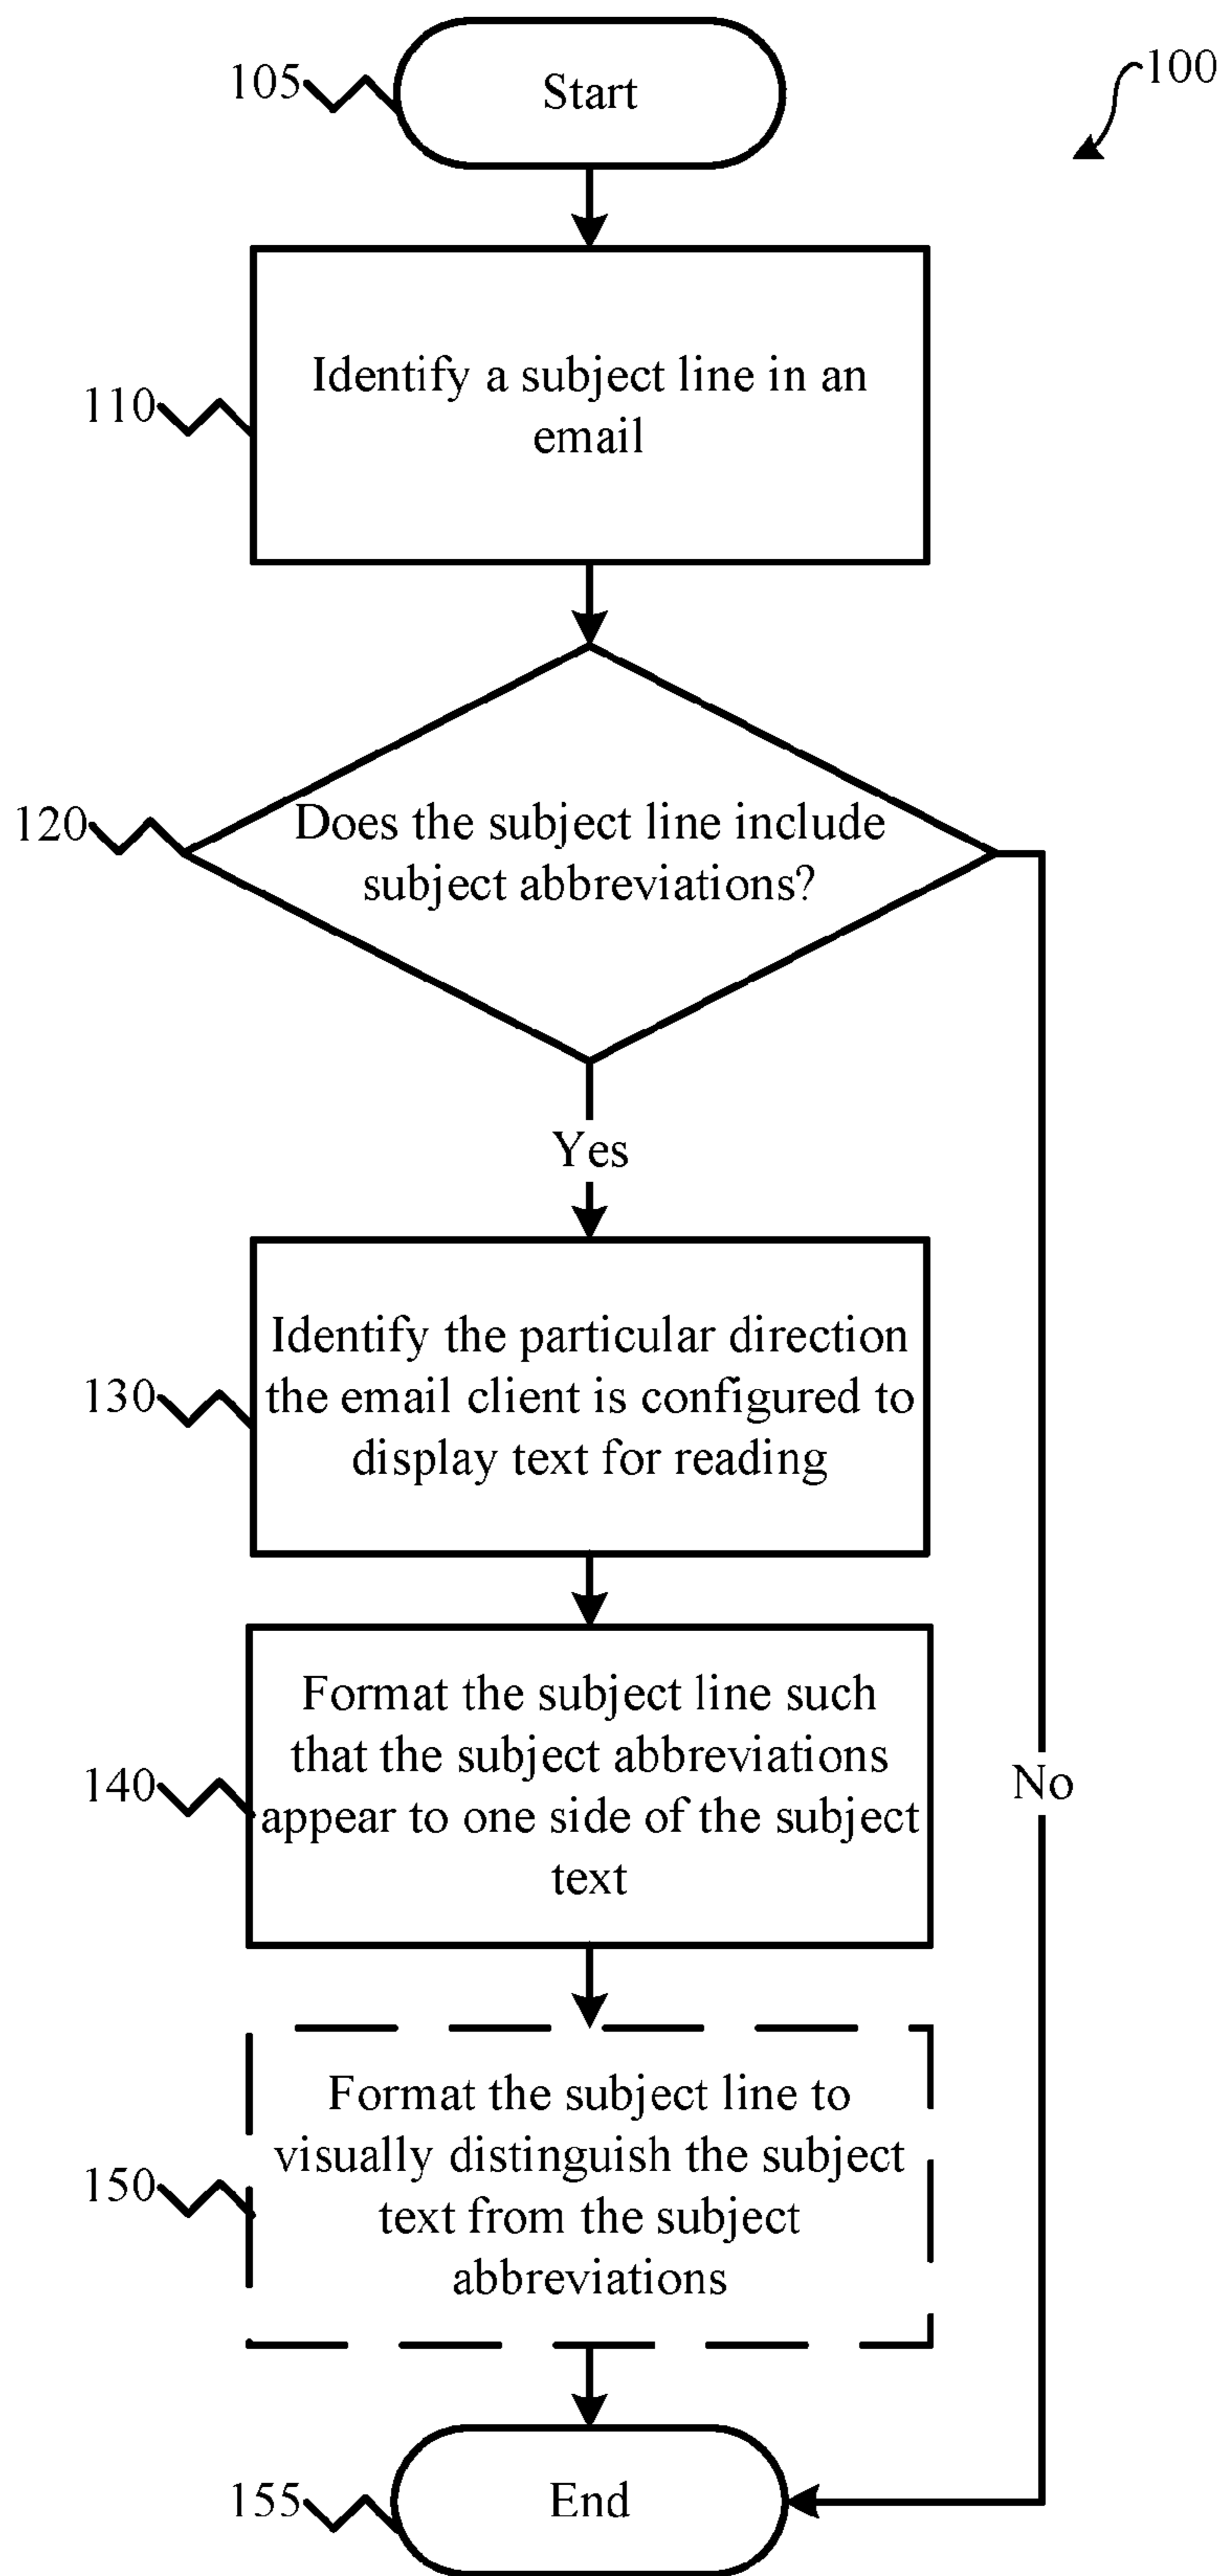 105
Start
100
110
Identify a subject line in an
email
120
Does the subject line include
subject abbreviations?
Yes
130
Identify the particular direction
the email client is configured to
display text for reading
140
Format the subject line such
that the subject abbreviations
appear to one side of the subject
text
No
150
Format the subject line to
visually distinguish the subject
text from the subject
abbreviations
155
End